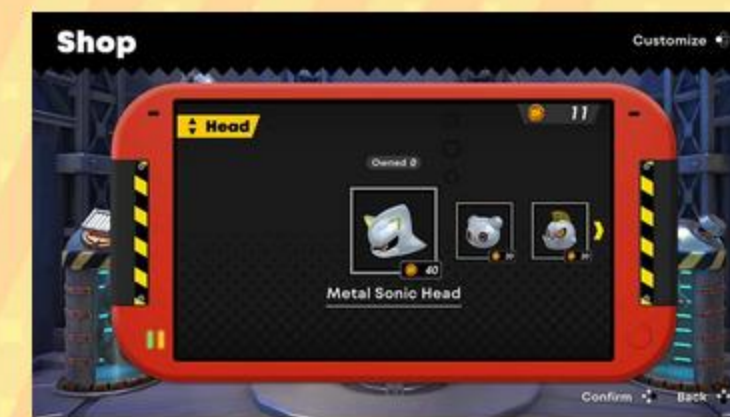 Shop
Customize
Head
11
Owned 0
40
Metal Sonic Head
Confirm
Back